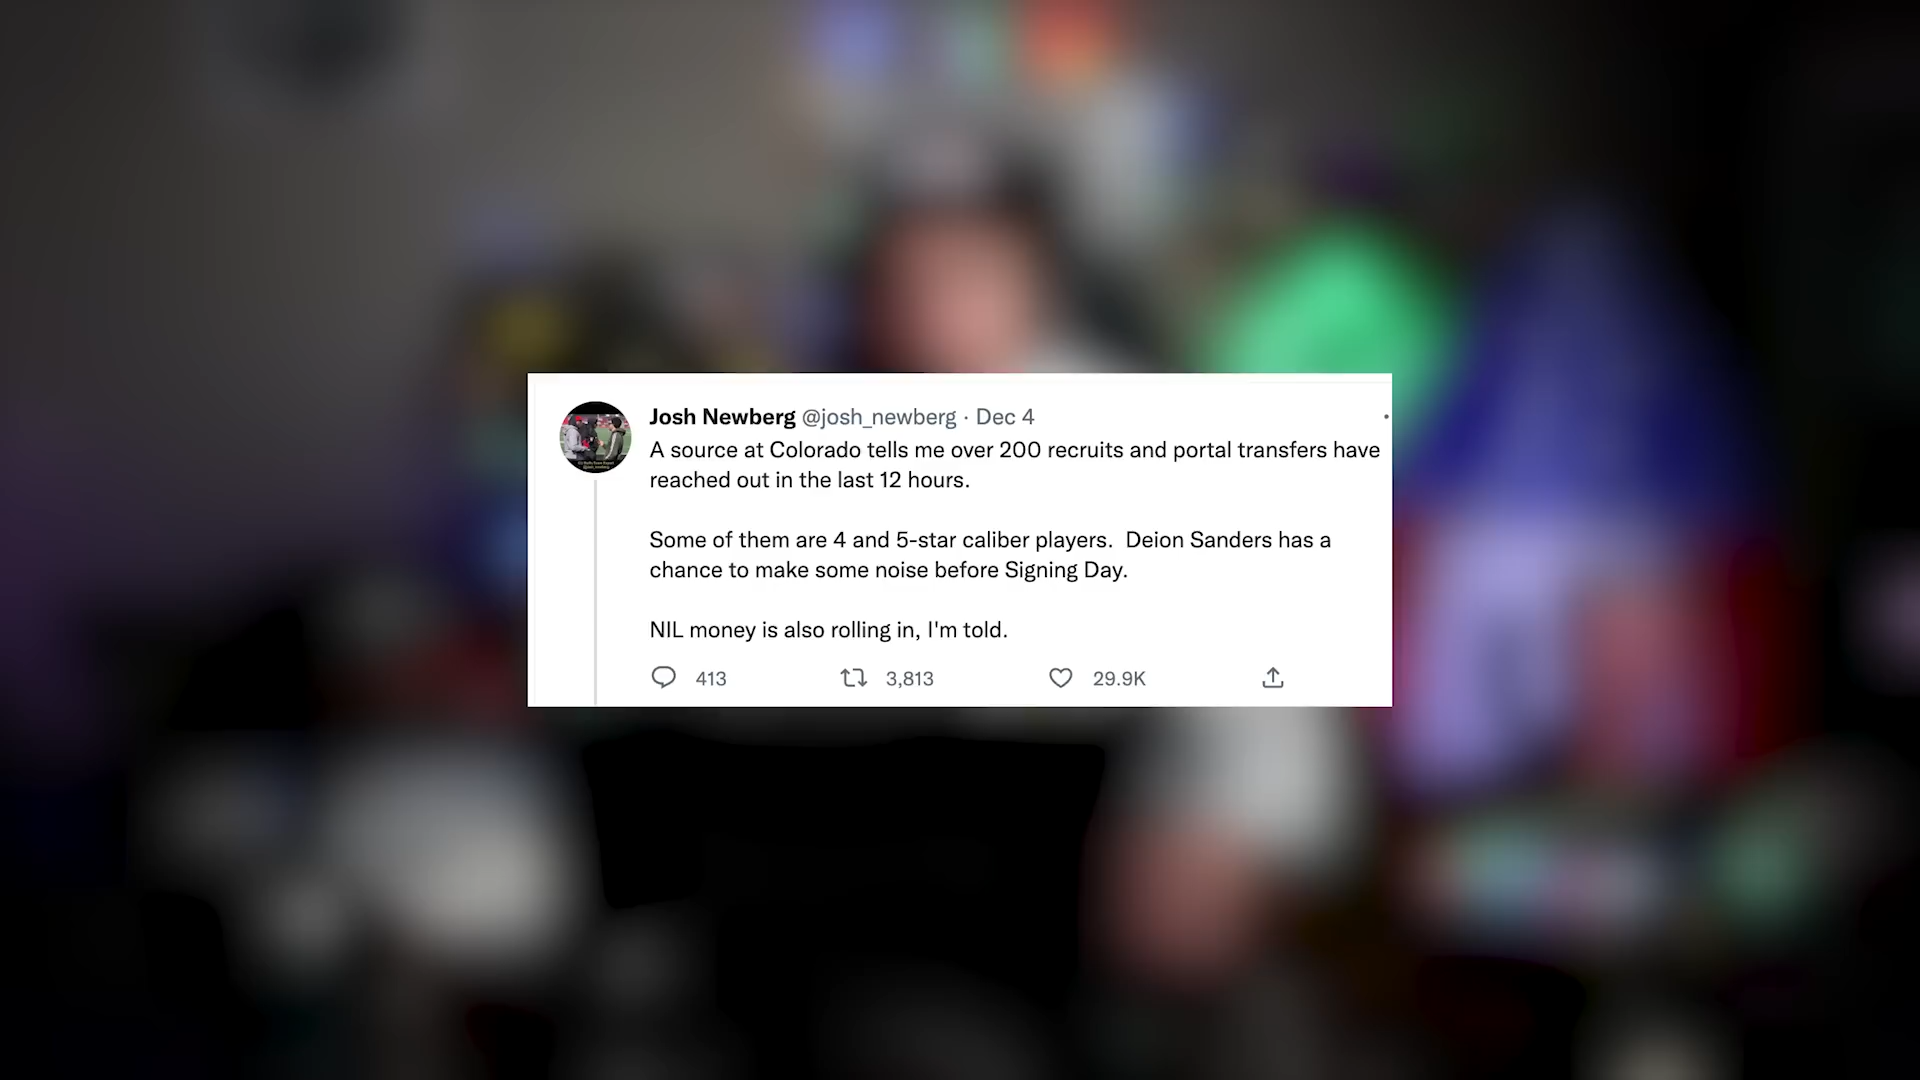 Josh Newberg @josh_newberg · Dec 4
A source at Colorado tells me over 200 recruits and portal transfers have
reached out in the last 12 hours.
Some of them are 4 and 5-star caliber players.  Deion Sanders has a
chance to make some noise before Signing Day.
NIL money is also rolling in, I'm told.
413 3,813 29.9K